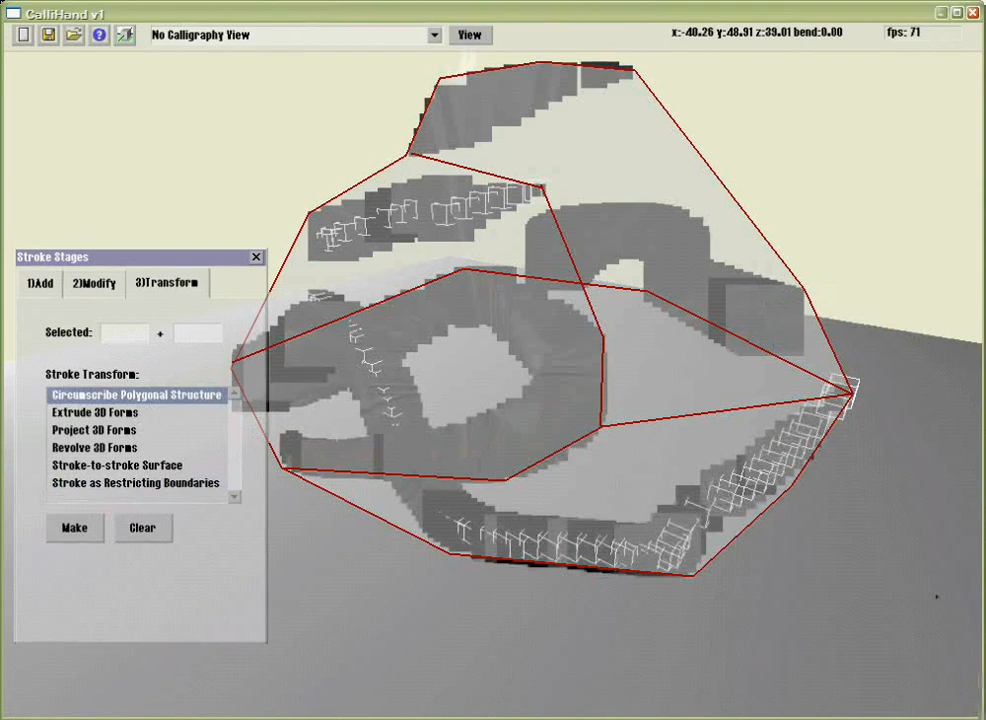 CalliHand v1
No Calligraphy View
View
x:-40.26 y:48.91 z:39.01 bend:0.00
fps: 71
Stroke Stages
1)Add
2)Modify
3)Transform
Selected:
+
Stroke Transform:
Circumscribe Polygonal Structure
Extrude 3D Forms
Project 3D Forms
Revolve 3D Forms
Stroke-to-stroke Surface
Stroke as Restricting Boundaries
Make
Clear